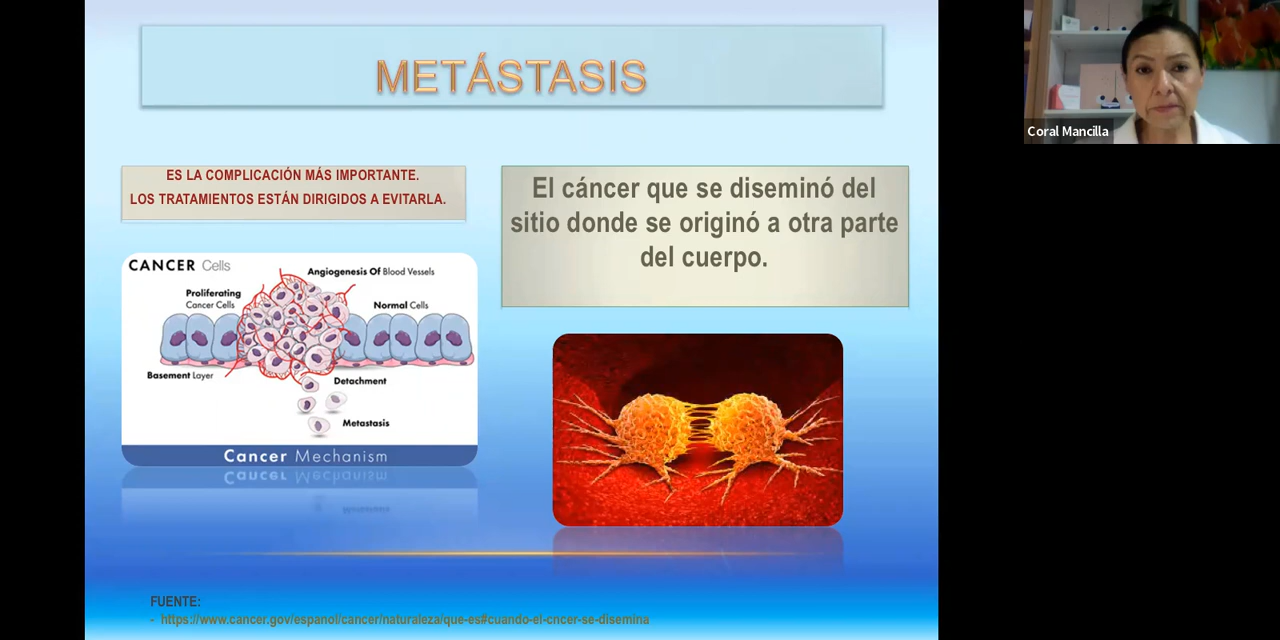 METÁSTASIS
ES LA COMPLICACIÓN MÁS IMPORTANTE.
LOS TRATAMIENTOS ESTÁN DIRIGIDOS A EVITARLA.
El cáncer que se diseminó del
sitio donde se originó a otra parte
del cuerpo.
CANCER Cells
Angiogenesis Of Blood Vessels
Proliferating
Cancer Cells
Normal Cells
Basement Layer
Detachment
Metastasis
Cancer Mechanism
FUENTE:
- https://www.cancer.gov/espanol/cancer/naturaleza/que-es#cuando-el-cncer-se-disemina
Coral Mancilla